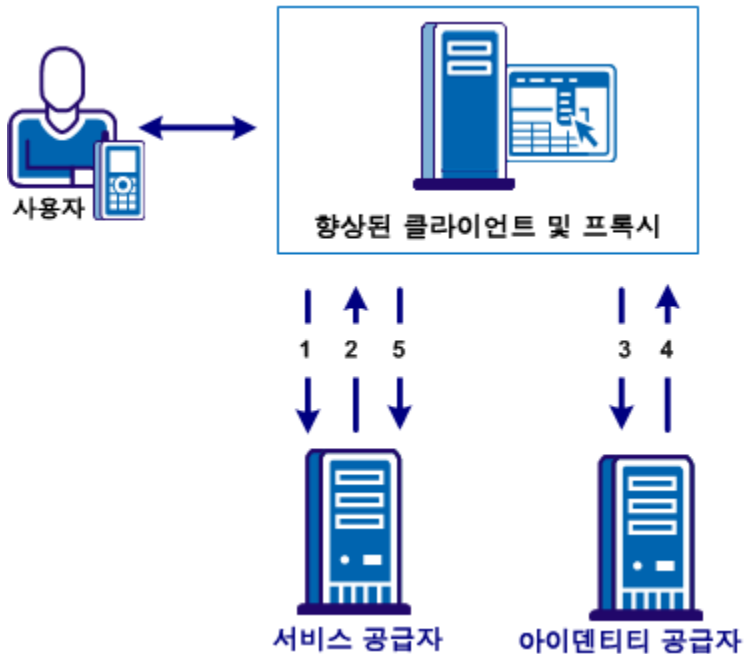 사용자
향상된 클라이언트 및 프록시
1 2 5 3 4
서비스 공급자
아이덴티티 공급자